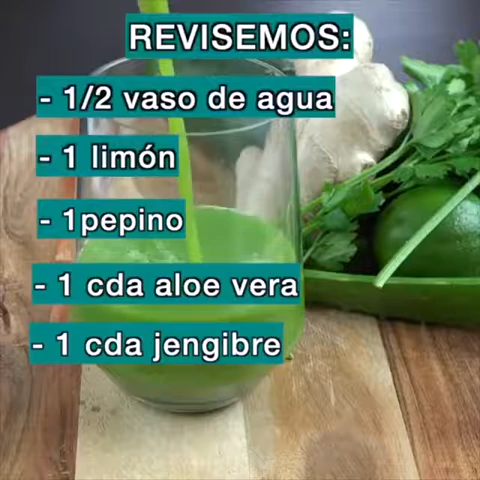 REVISEMOS:
- 1/2 vaso de agua
- 1 limón
- 1pepino
- 1 cda aloe vera
- 1 cda jengibre